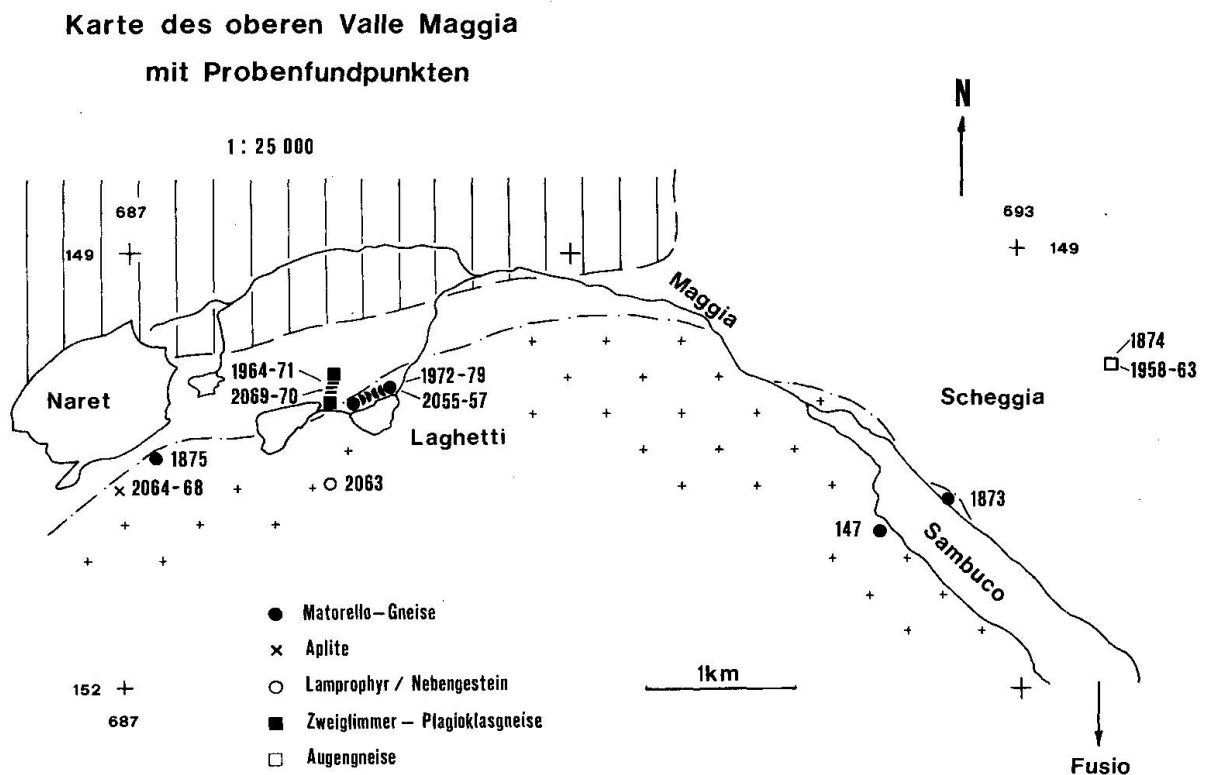 Karte des oberen Valle Maggia
mit Probenfundpunkten
1 : 25 000
N
687
693
149
149
Maggia
1874
1958-63
1964-71
2069-70
1972-79
2055-57
Naret
Scheggia
Laghetti
1875
2064-68
2063
1873
147
Sambuco
Matorello-Gneise
Aplite
Lamprophyr / Nebengestein
Zweiglimmer - Plagioklasgneise
Augengneise
1km
152
687
Fusio